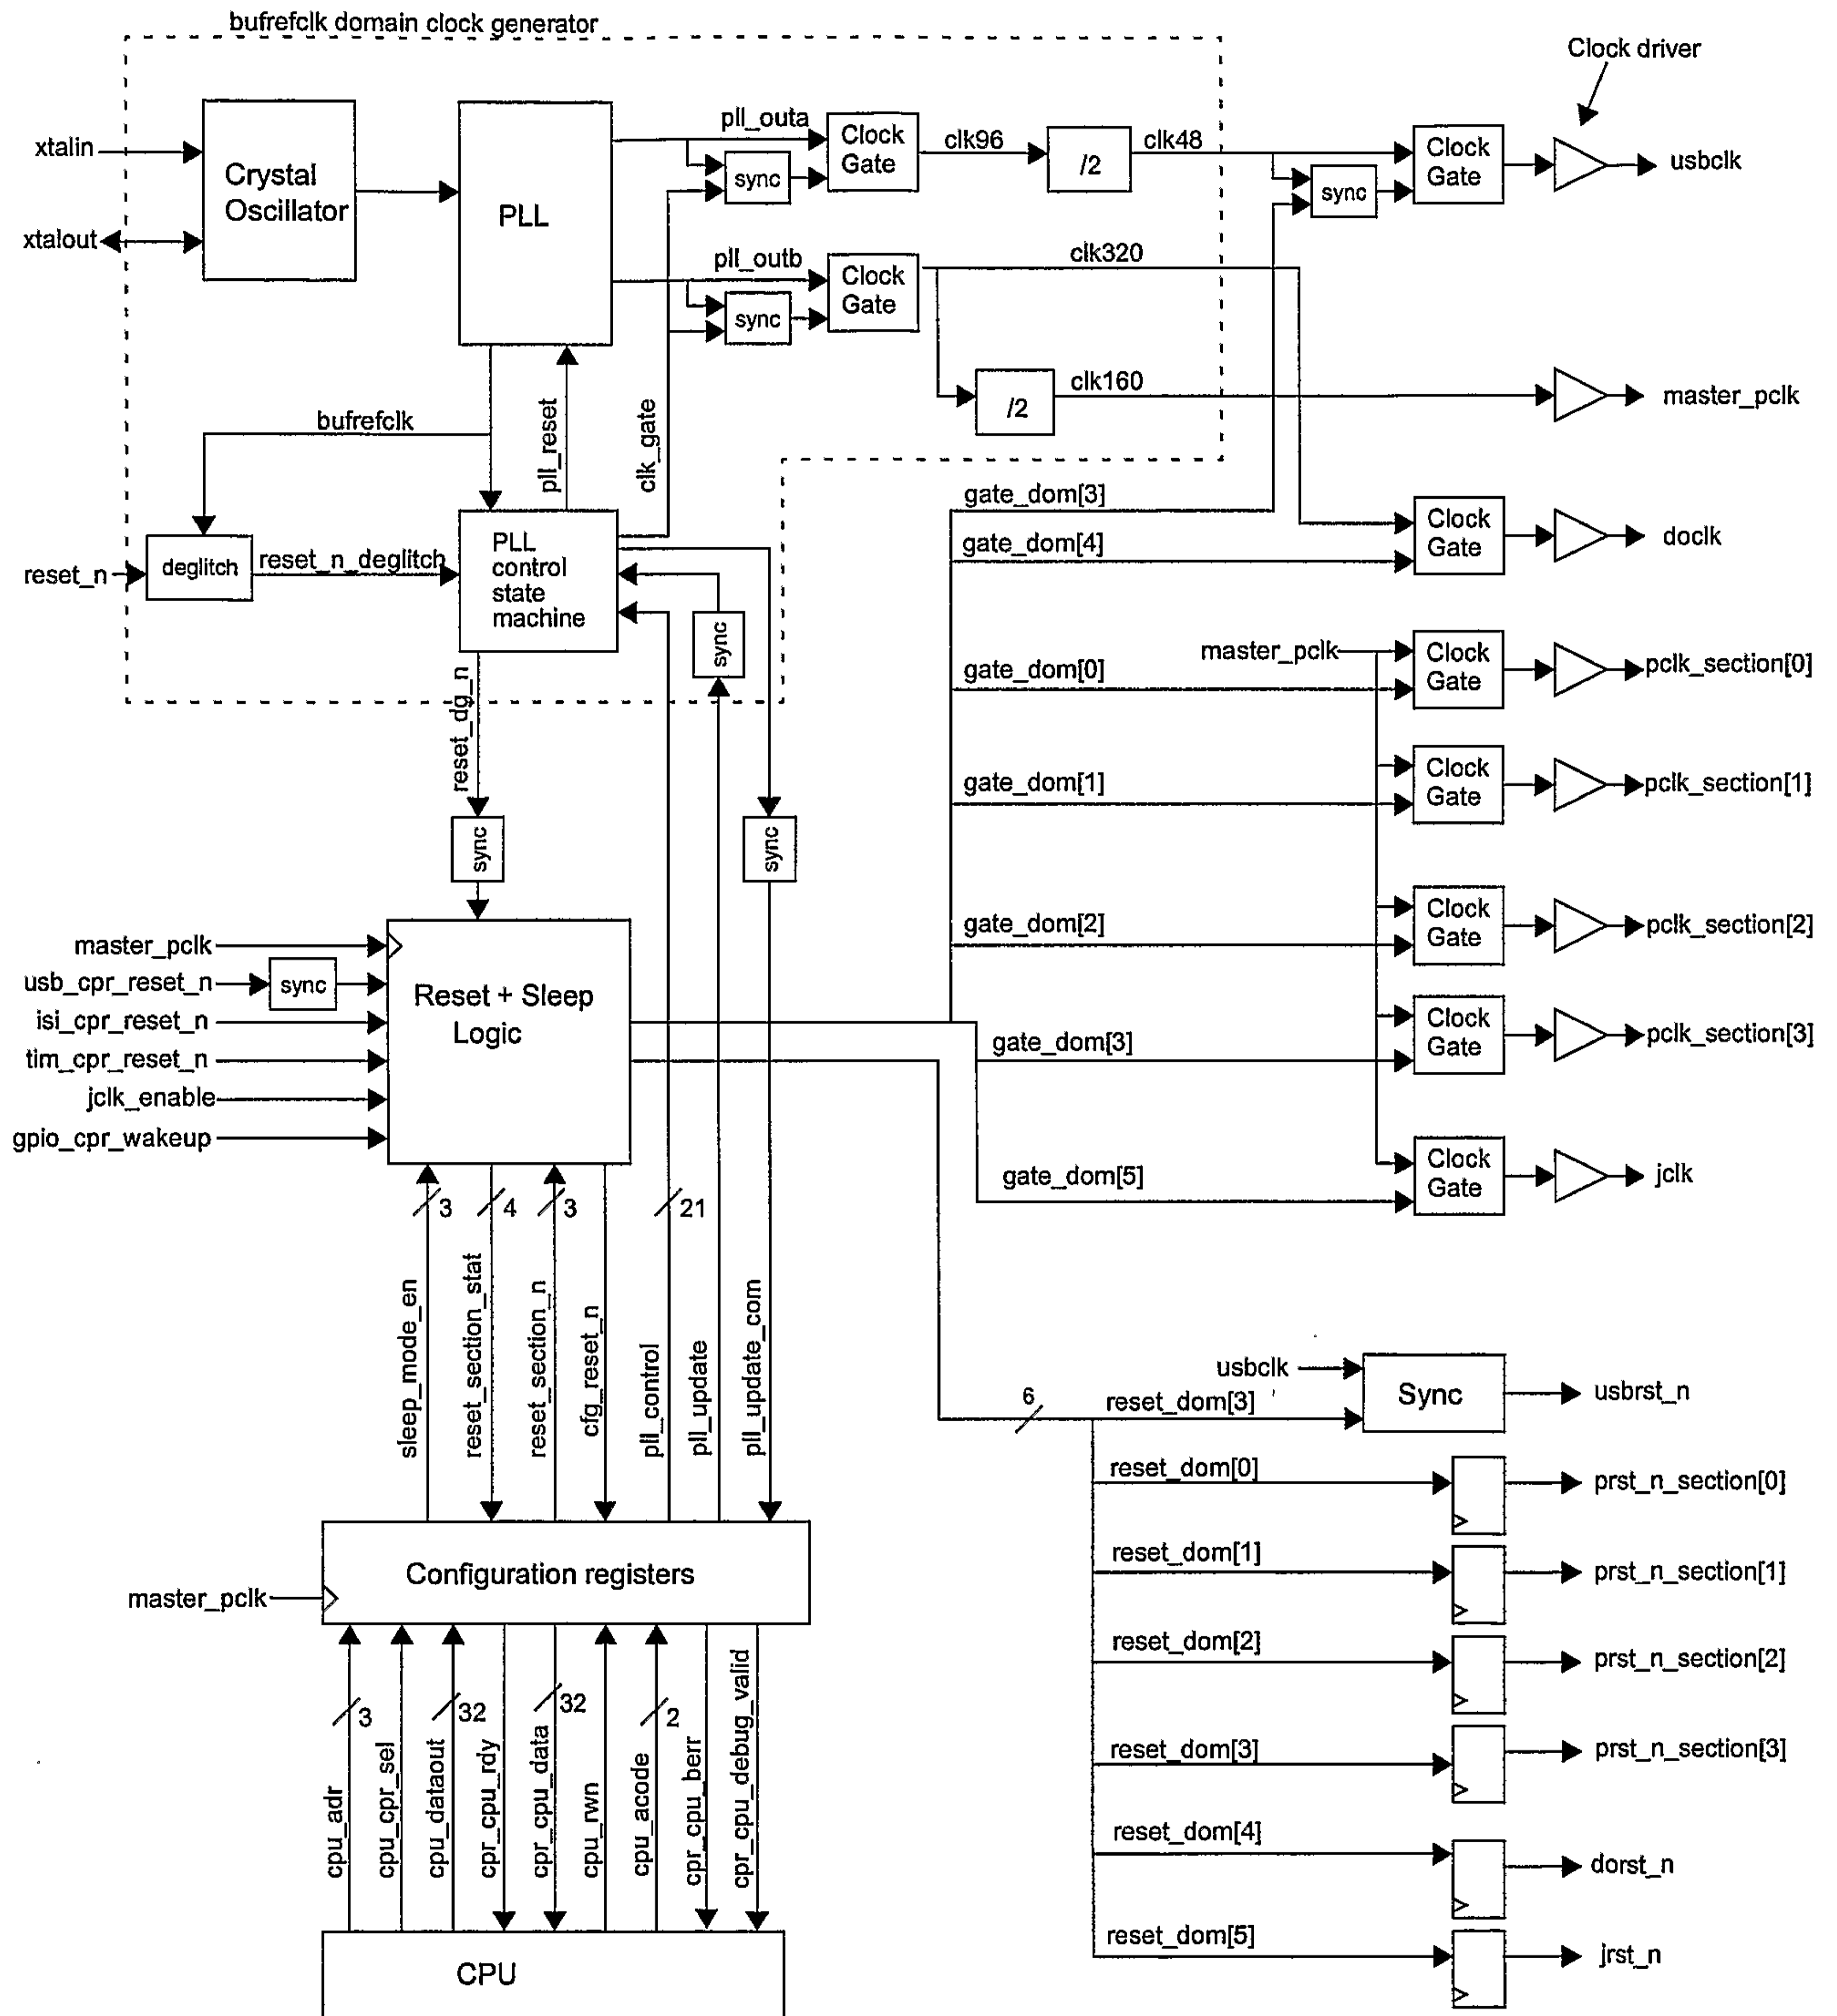 bufrefclk domain clock generator
Clock driver
xtalin
xtalout
Crystal
Oscillator
PLL
pll_outa
sync
Clock
Gate
clk96
/2
clk48
sync
Clock
Gate
usbclk
pll_outb
sync
Clock
Gate
clk320
/2
clk160
master_pclk
bufrefclk
pll_reset
clk_gate
reset_n
deglitch
reset_n_deglitch
PLL
control
state
machine
sync
gate_dom[3]
gate_dom[4]
Clock
Gate
doclk
master_pclk
gate_dom[0]
Clock
Gate
pclk_section[0]
reset_dg_n
gate_dom[1]
Clock
Gate
pclk_section[1]
sync
sync
gate_dom[2]
Clock
Gate
pclk_section[2]
master_pclk
usb_cpr_reset_n
sync
isi_cpr_reset_n
tim_cpr_reset_n
jclk_enable
gpio_cpr_wakeup
Reset + Sleep
Logic
gate_dom[3]
Clock
Gate
pclk_section[3]
gate_dom[5]
Clock
Gate
jclk
3
4
3
21
sleep_mode_en
reset_section_stat
reset_section_n
cfg_reset_n
pll_control
pll_update
pll_update_com
usbclk
6
reset_dom[3]
Sync
usbrst_n
reset_dom[0]
prst_n_section[0]
reset_dom[1]
prst_n_section[1]
reset_dom[2]
prst_n_section[2]
reset_dom[3]
prst_n_section[3]
reset_dom[4]
dorst_n
reset_dom[5]
jrst_n
Configuration registers
master_pclk
3
32
32
2
cpu_adr
cpu_cpr_sel
cpu_dataout
cpr_cpu_rdy
cpr_cpu_data
cpu_rwn
cpu_acode
cpr_cpu_berr
cpr_cpu_debug_valid
CPU